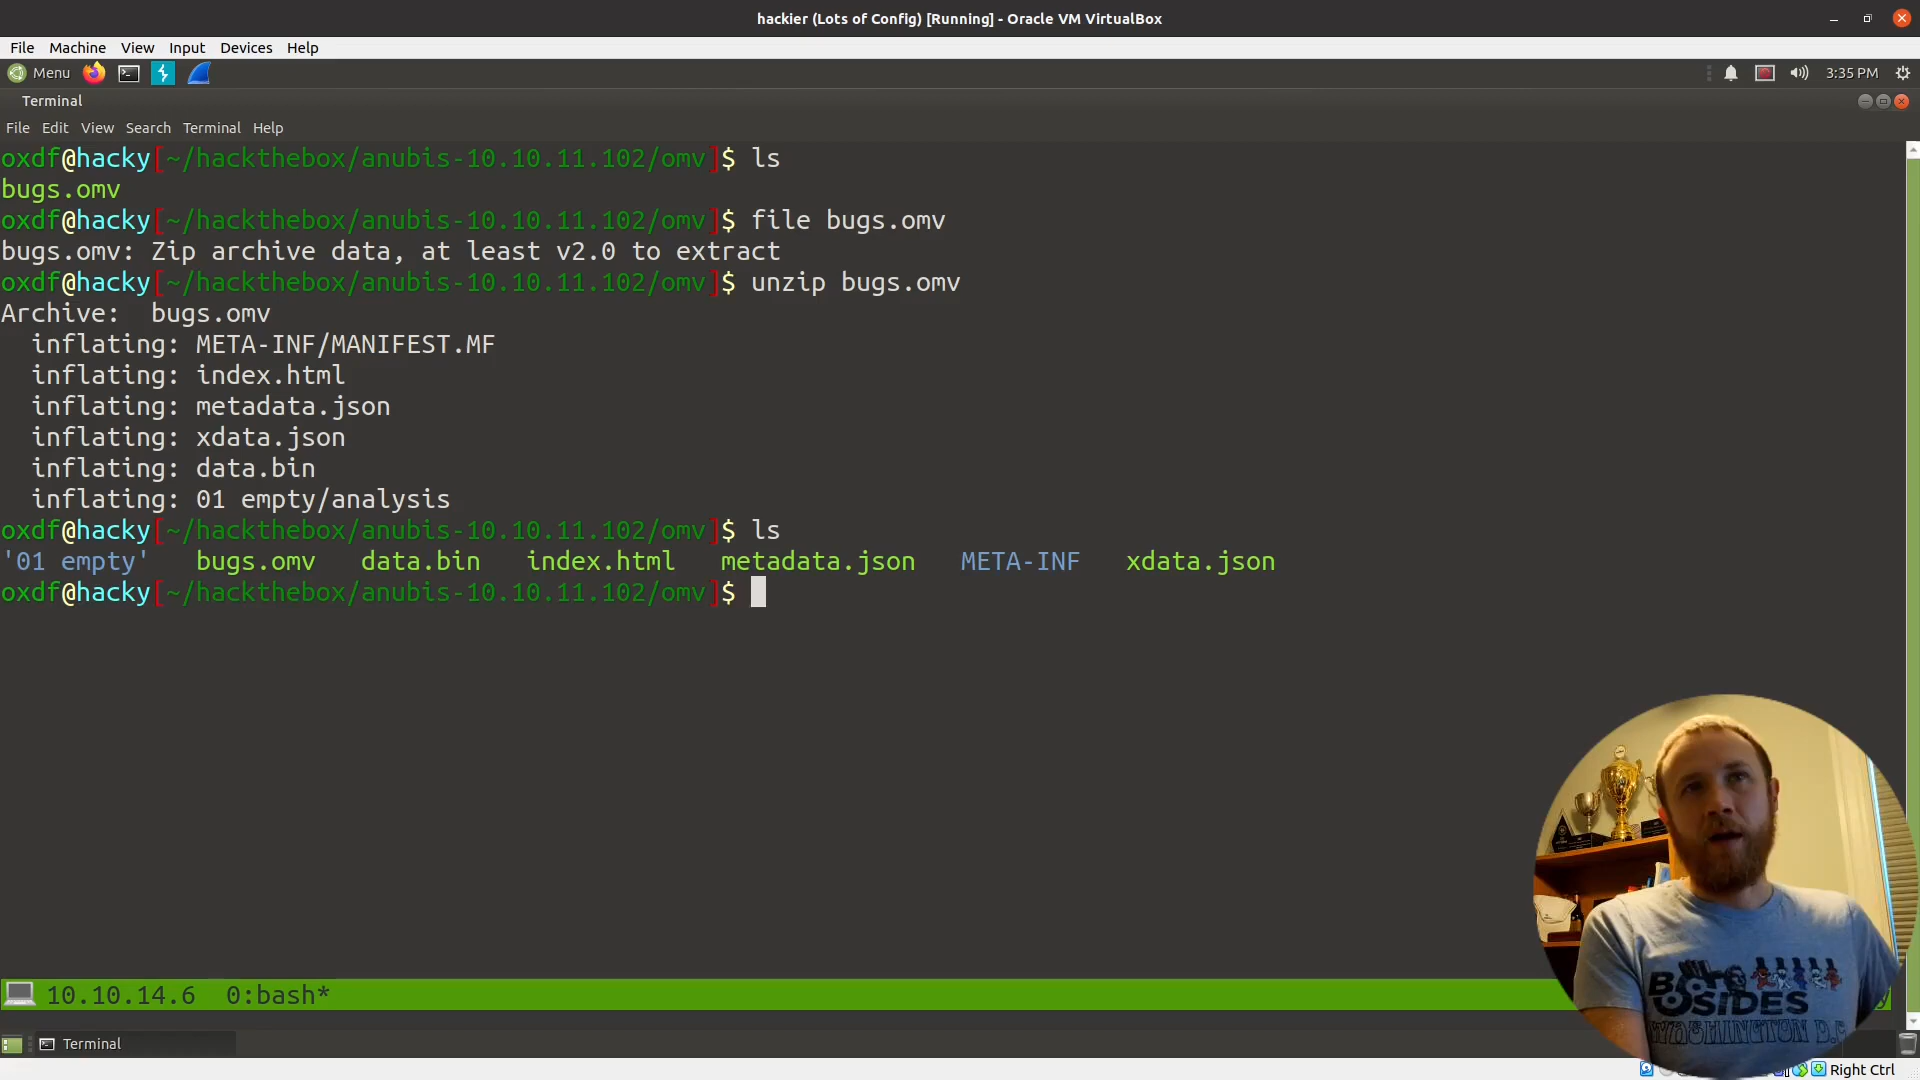 hackier (Lots of Config) [Running] - Oracle VM VirtualBox
File Machine View Input Devices Help
Menu 3:35 PM
Terminal
File Edit View Search Terminal Help
oxdf@hacky[~/hackthebox/anubis-10.10.11.102/omv]$ ls
bugs.omv
oxdf@hacky[~/hackthebox/anubis-10.10.11.102/omv]$ file bugs.omv
bugs.omv: Zip archive data, at least v2.0 to extract
oxdf@hacky[~/hackthebox/anubis-10.10.11.102/omv]$ unzip bugs.omv
Archive:  bugs.omv
  inflating: META-INF/MANIFEST.MF
  inflating: index.html
  inflating: metadata.json
  inflating: xdata.json
  inflating: data.bin
  inflating: 01 empty/analysis
oxdf@hacky[~/hackthebox/anubis-10.10.11.102/omv]$ ls
'01 empty'   bugs.omv   data.bin   index.html   metadata.json   META-INF   xdata.json
oxdf@hacky[~/hackthebox/anubis-10.10.11.102/omv]$
BSIDES
WASHINGTON D.C
10.10.14.6  0:bash*
Terminal
Right Ctrl